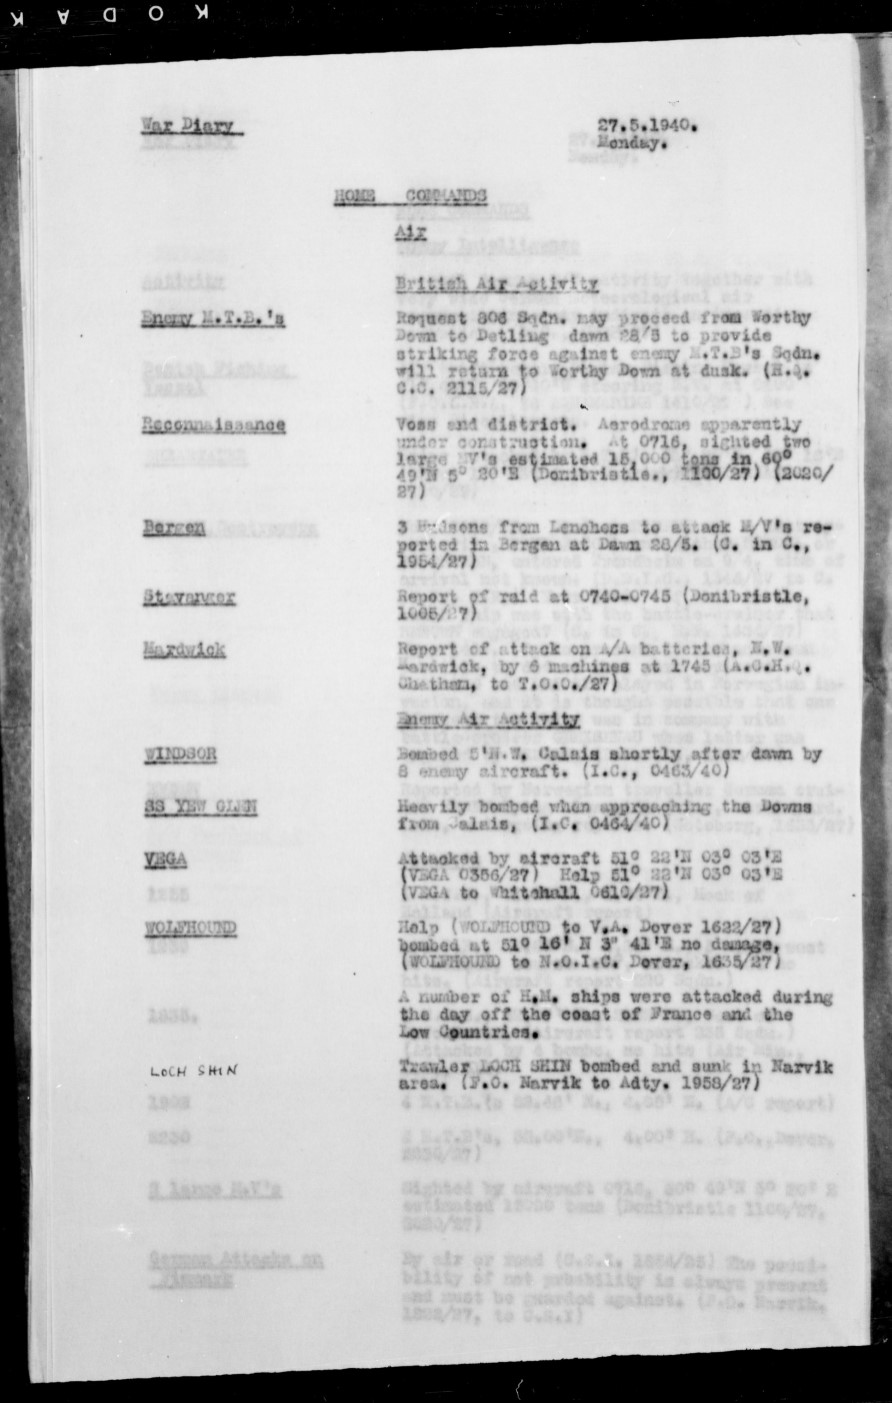 KODAK
War Diary
27.5.1940.
Monday.
HOME COMMANDS
Air
British Air Activity
Enemy M.T.B.'s
Request 806 Sqdn. may proceed from Worthy
Down to Detling dawn 28/5 to provide
striking force against enemy M.T.B's Sqdn.
will return to Worthy Down at dusk. (H.Q.
C.C. 2115/27)
Reconnaissance
Voss and district. Aerodrome apparently
under construction. At 0716, sighted two
large MV's estimated 15,000 tons in 60°
49'N 5° 20'E (Donibristle., 1100/27) (2020/
27)
Bergen
3 Hudsons from Leuchars to attack M/V's re-
ported in Bergen at Dawn 28/5. (C. in C.,
1954/27)
Stavanger
Report of raid at 0740-0745 (Donibristle,
1005/27)
Mardwick
Report of attack on A/A batteries, N.W.
Mardwick, by 6 machines at 1745 (A.O.H.Q.
Chatham, to T.O.C./27)
Enemy Air Activity
WINDSOR
Bombed 5'N.W. Calais shortly after dawn by
8 enemy aircraft. (I.C., 0463/40)
SS YEW GLEN
Heavily bombed when approaching the Downs
from Calais, (I.C. 0464/40)
VEGA
Attacked by aircraft 51° 22'N 03° 03'E
(VEGA 0356/27) Help 51° 22'N 03° 03'E
(VEGA to Whitehall 0610/27)
WOLFHOUND
Help (WOLFHOUND to V.A. Dover 1622/27)
bombed at 51° 16' N 3° 41'E no damage,
(WOLFHOUND to N.O.I.C. Dover, 1635/27)
A number of H.M. ships were attacked during
the day off the coast of France and the
Low Countries.
LOCH SHIN
Trawler LOCH SHIN bombed and sunk in Narvik
area. (F.O. Narvik to Adty. 1958/27)